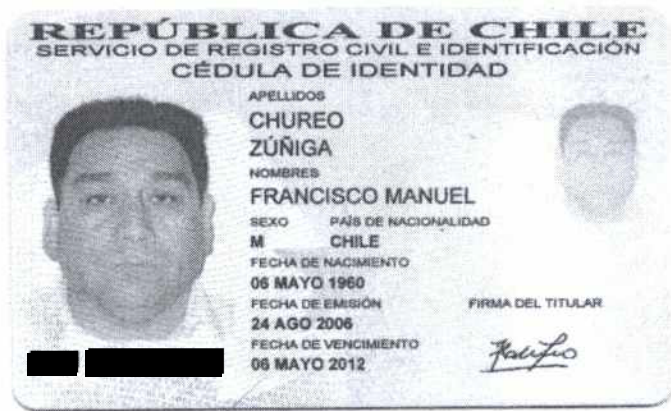 REPÚBLICA DE CHILE
SERVICIO DE REGISTRO CIVIL E IDENTIFICACIÓN
CÉDULA DE IDENTIDAD
APELLIDOS
CHUREO
ZÚÑIGA
NOMBRES
FRANCISCO MANUEL
SEXO PAÍS DE NACIONALIDAD
M CHILE
FECHA DE NACIMIENTO
06 MAYO 1960
FECHA DE EMISIÓN FIRMA DEL TITULAR
24 AGO 2006
FECHA DE VENCIMIENTO
06 MAYO 2012